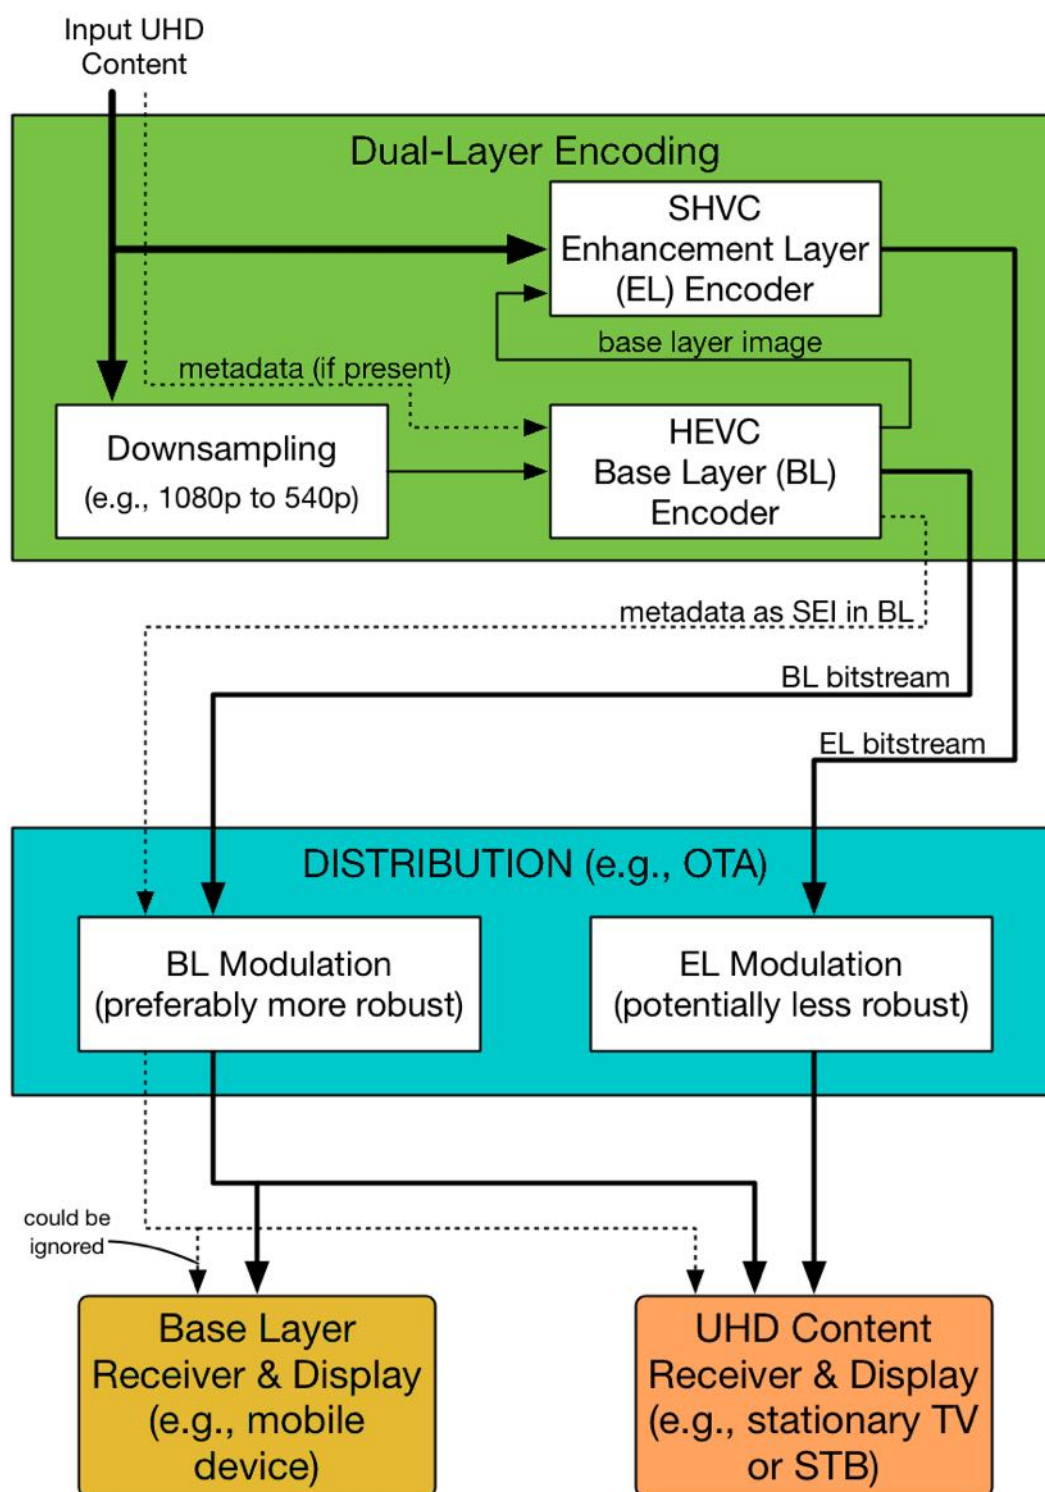 Input UHD
Content
Dual-Layer Encoding
SHVC
Enhancement Layer
(EL) Encoder
base layer image
metadata (if present)
Downsampling
(e.g., 1080p to 540p)
HEVC
Base Layer (BL)
Encoder
metadata as SEI in BL
BL bitstream
EL bitstream
DISTRIBUTION (e.g., OTA)
BL Modulation
(preferably more robust)
EL Modulation
(potentially less robust)
could be
ignored
Base Layer
Receiver & Display
(e.g., mobile
device)
UHD Content
Receiver & Display
(e.g., stationary TV
or STB)